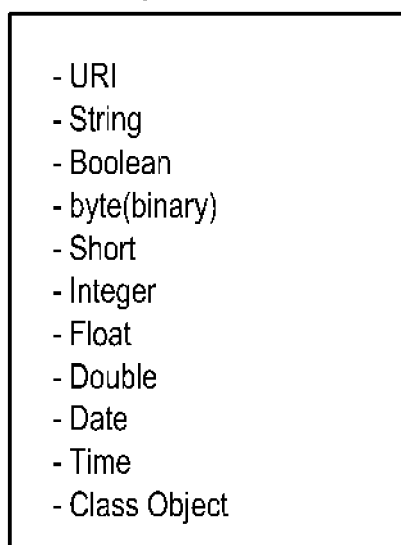 - URI
- String
- Boolean
- byte(binary)
- Short
- Integer
- Float
- Double
- Date
- Time
- Class Object